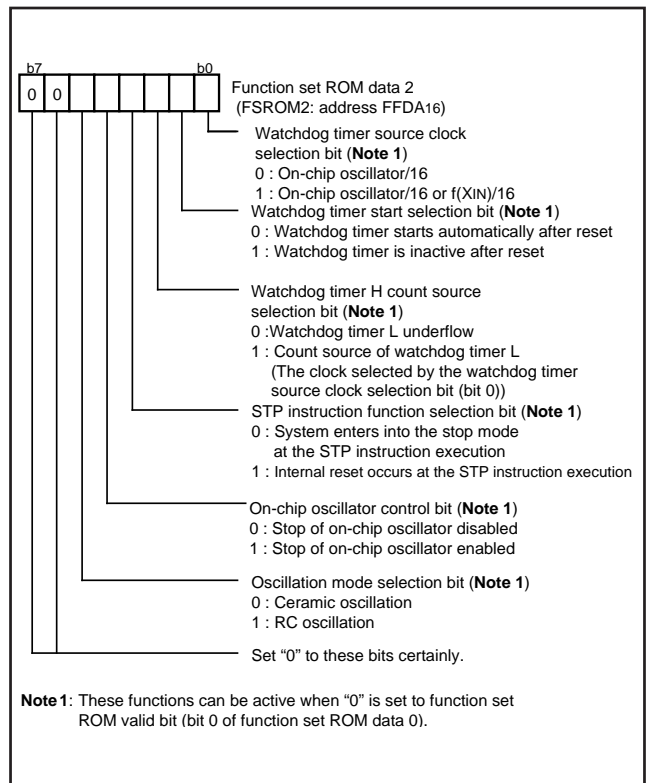 b7 b0
0 0
Function set ROM data 2
(FSROM2: address FFDA16)
Watchdog timer source clock
selection bit (Note 1)
0 : On-chip oscillator/16
1 : On-chip oscillator/16 or f(XIN)/16
Watchdog timer start selection bit (Note 1)
0 : Watchdog timer starts automatically after reset
1 : Watchdog timer is inactive after reset
Watchdog timer H count source
selection bit (Note 1)
0 :Watchdog timer L underflow
1 : Count source of watchdog timer L
(The clock selected by the watchdog timer
source clock selection bit (bit 0))
STP instruction function selection bit (Note 1)
0 : System enters into the stop mode
at the STP instruction execution
1 : Internal reset occurs at the STP instruction execution
On-chip oscillator control bit (Note 1)
0 : Stop of on-chip oscillator disabled
1 : Stop of on-chip oscillator enabled
Oscillation mode selection bit (Note 1)
0 : Ceramic oscillation
1 : RC oscillation
Set “0” to these bits certainly.
Note1: These functions can be active when “0” is set to function set
ROM valid bit (bit 0 of function set ROM data 0).